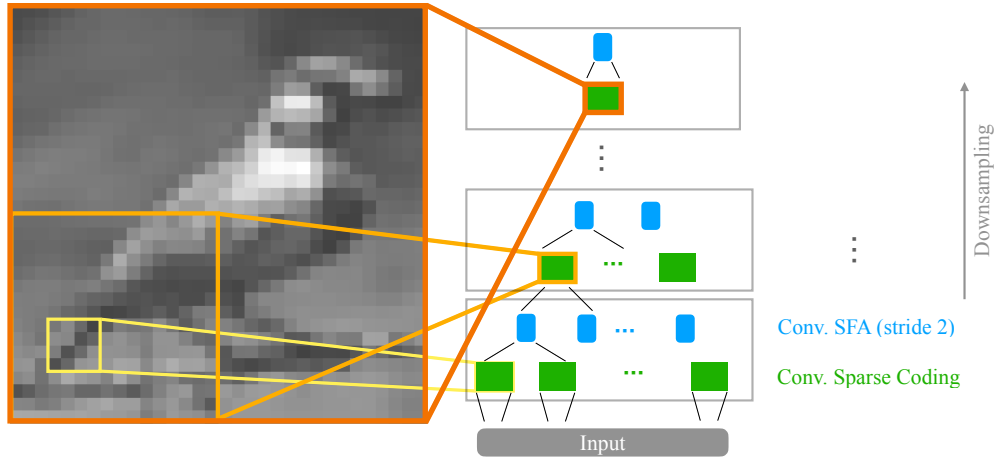 Downsampling
Conv. SFA (stride 2)
Conv. Sparse Coding
Input